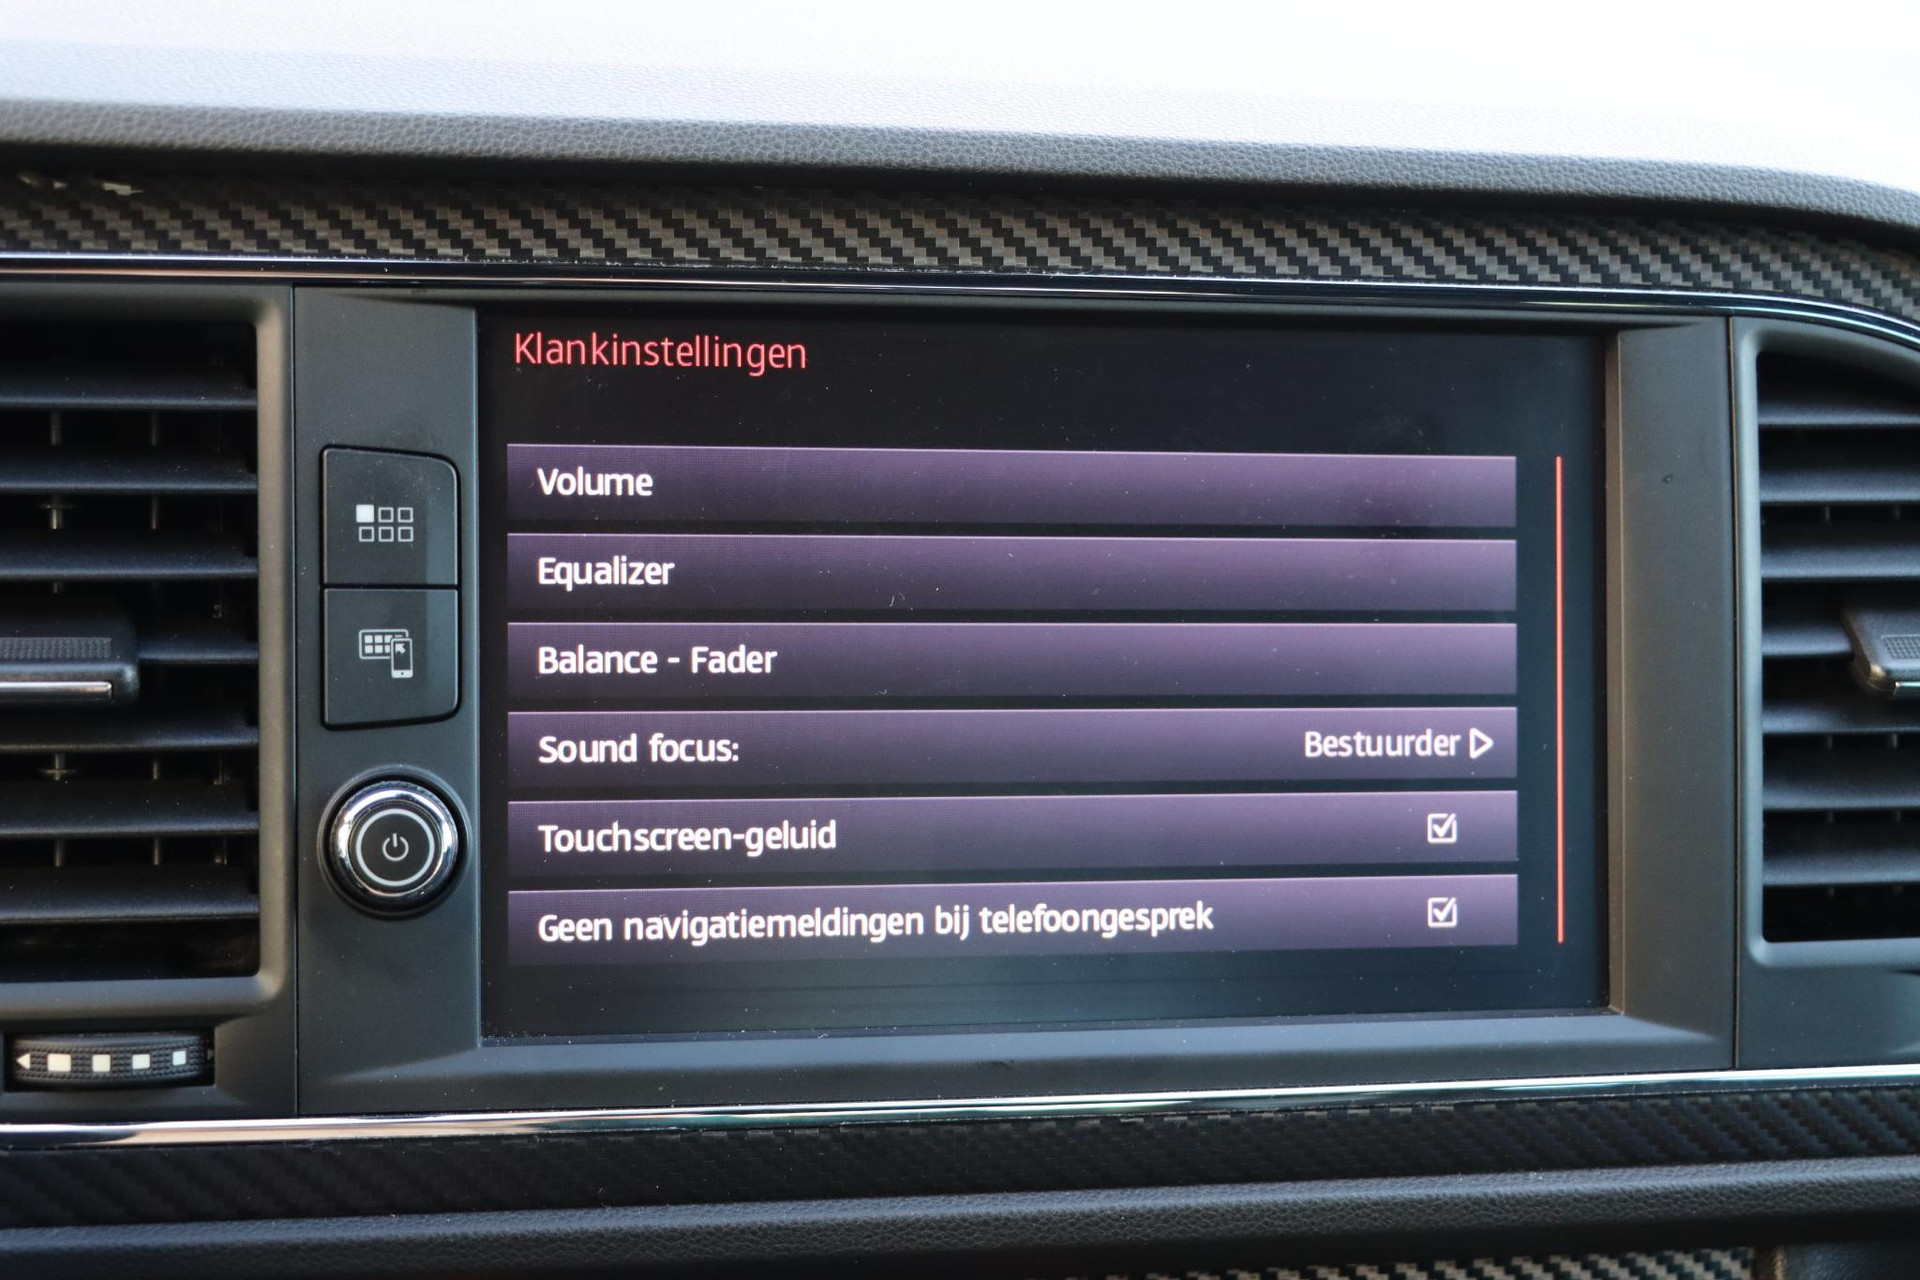 Klankinstellingen
Volume
Equalizer
Balance - Fader
Sound focus: Bestuurder
Touchscreen-geluid
Geen navigatiemeldingen bij telefoongesprek